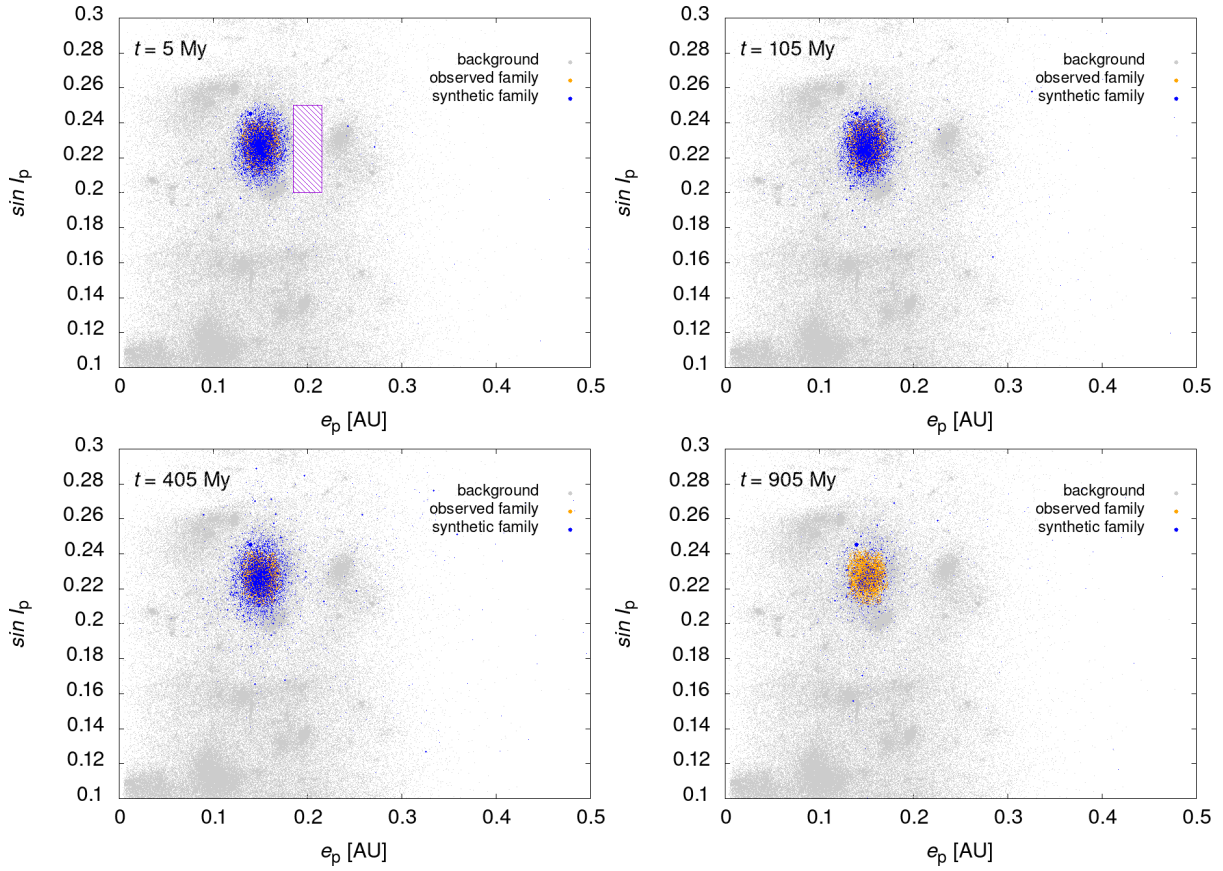 0.3
0.28
0.26
0.24
0.22
0.2
0.18
0.16
0.14
0.12
0.1
sin Ip
t = 5 My
background
observed family
synthetic family
0 0.1 0.2 0.3 0.4 0.5
ep [AU]
0.3
0.28
0.26
0.24
0.22
0.2
0.18
0.16
0.14
0.12
0.1
sin Ip
t = 105 My
background
observed family
synthetic family
0 0.1 0.2 0.3 0.4 0.5
ep [AU]
0.3
0.28
0.26
0.24
0.22
0.2
0.18
0.16
0.14
0.12
0.1
sin Ip
t = 405 My
background
observed family
synthetic family
0 0.1 0.2 0.3 0.4 0.5
ep [AU]
0.3
0.28
0.26
0.24
0.22
0.2
0.18
0.16
0.14
0.12
0.1
sin Ip
t = 905 My
background
observed family
synthetic family
0 0.1 0.2 0.3 0.4 0.5
ep [AU]